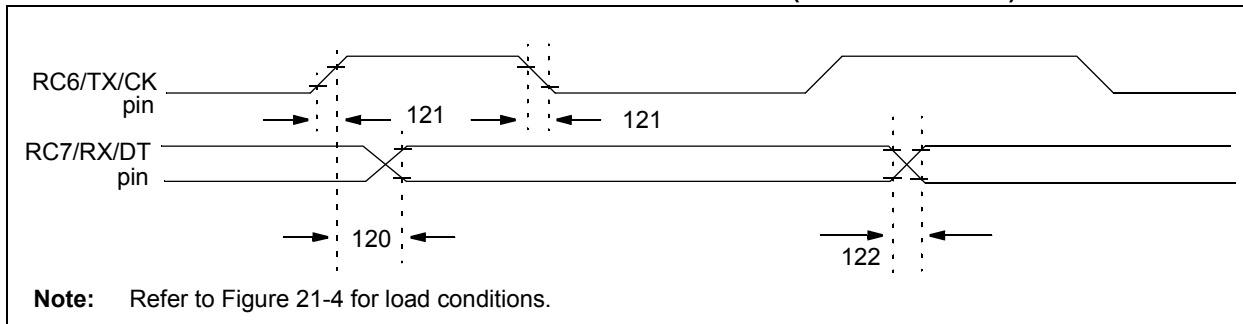 RC6/TX/CK
pin
121
121
RC7/RX/DT
pin
120
122
Note: Refer to Figure 21-4 for load conditions.